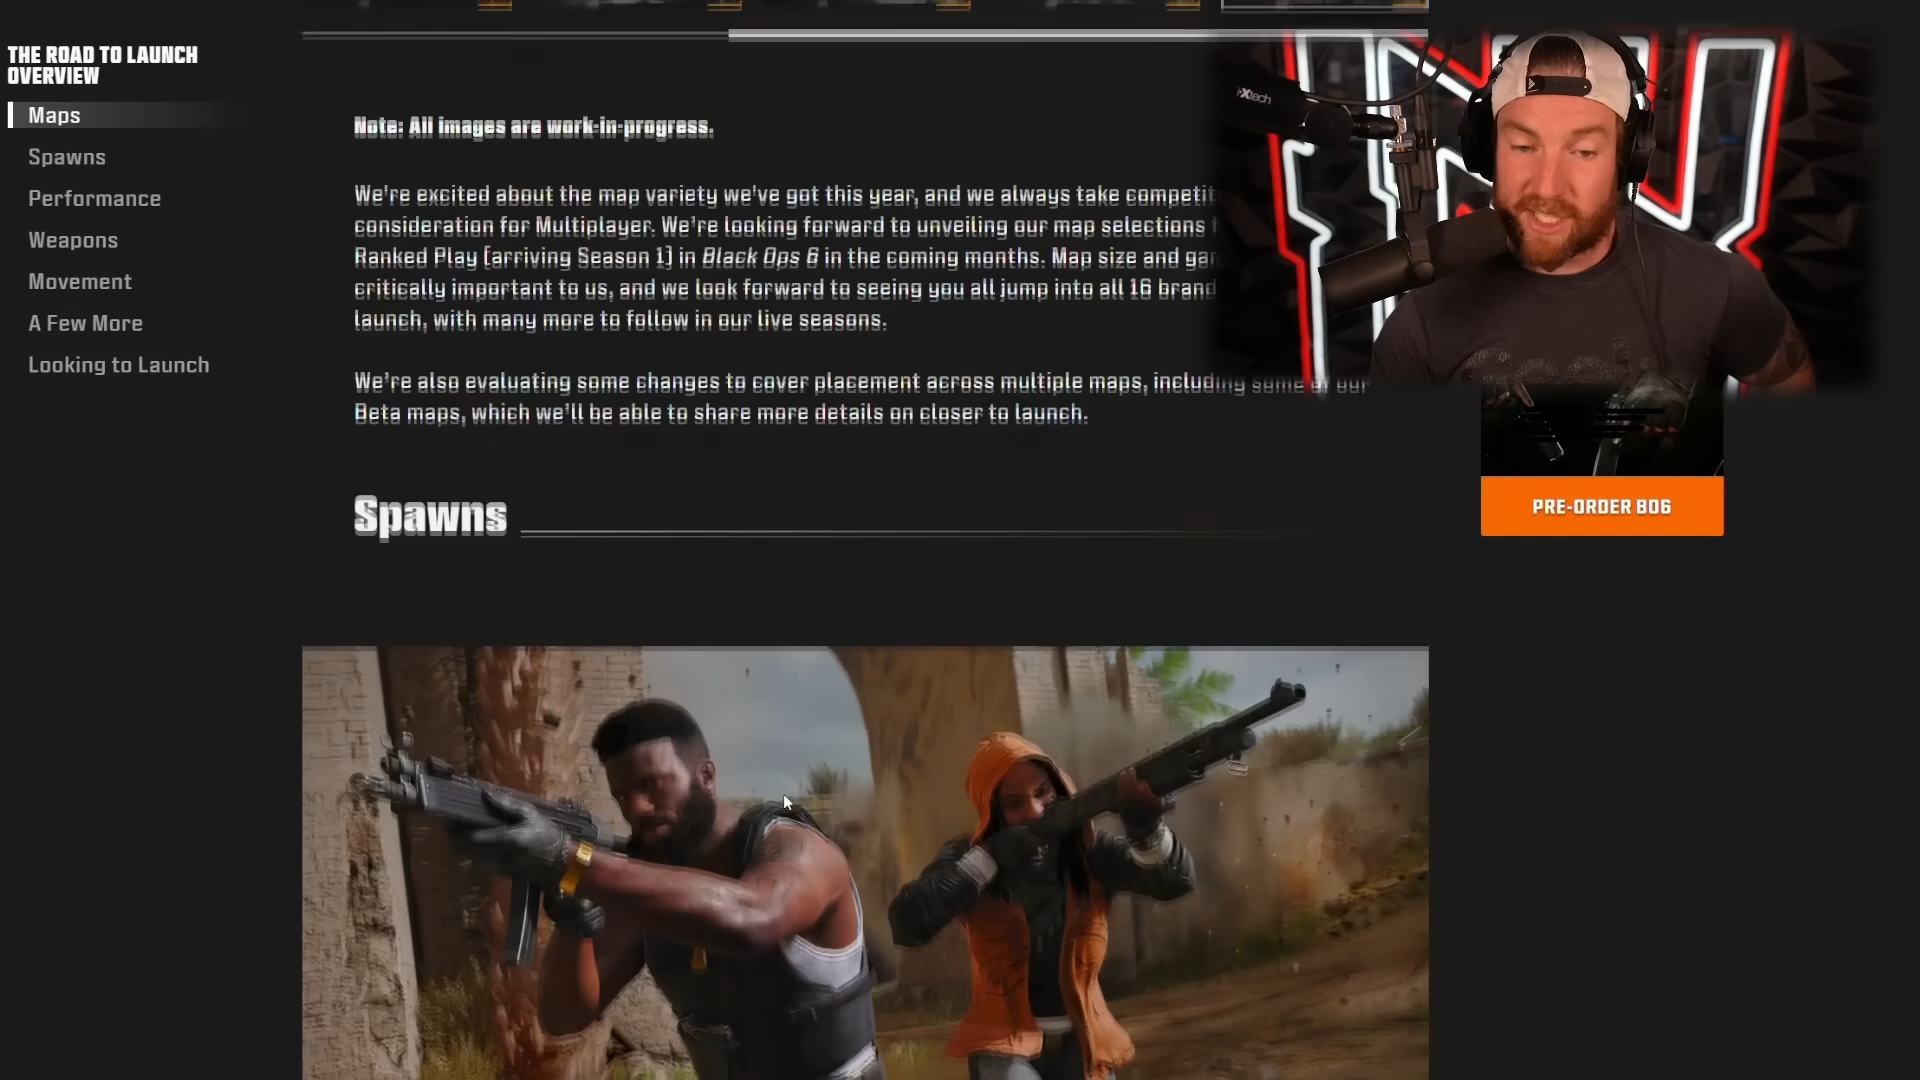 THE ROAD TO LAUNCH
OVERVIEW
Maps
Spawns
Performance
Weapons
Movement
A Few More
Looking to Launch
Note: All images are work-in-progress.
We're excited about the map variety we've got this year, and we always take competit
consideration for Multiplayer. We're looking forward to unveiling our map selections
Ranked Play [arriving Season 1] in Black Ops 6 in the coming months. Map size and
critically important to us, and we look forward to seeing you all jump into all 16 brand
launch, with many more to follow in our live seasons.
We're also evaluating some changes to cover placement across multiple maps, including some of our
Beta maps, which we'll be able to share more details on closer to launch.
Spawns
PRE-ORDER BO6